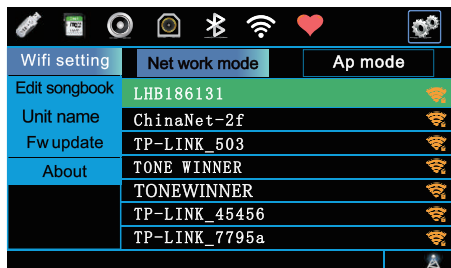 Wifi setting
Net work mode
Ap mode
Edit songbook
Unit name
Fw update
About
LHB186131
ChinaNet-2f
TP-LINK_503
TONE WINNER
TONEWINNER
TP-LINK_45456
TP-LINK_7795a